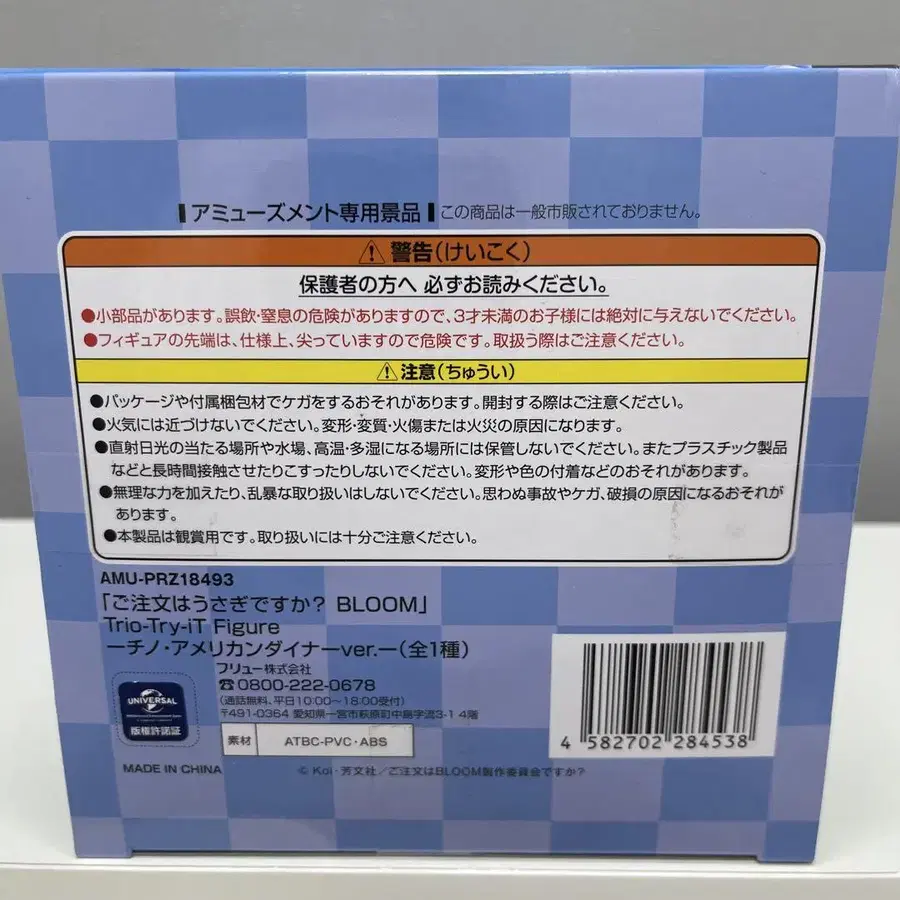 アミューズメント専用景品 この商品は一般市販されておりません。
⚠警告(けいこく)
保護者の方へ 必ずお読みください。
●小部品があります。誤飲・窒息の危険がありますので、3才未満のお子様には絶対に与えないでください。
●フィギュアの先端は、仕様上、尖っていますので危険です。取扱う際はご注意ください。
⚠注意(ちゅうい)
●パッケージや付属梱包材でケガをするおそれがあります。開封する際はご注意ください。
●火気には近づけないでください。変形・変質・火傷または火災の原因になります。
●直射日光の当たる場所や水場、高温・多湿になる場所には保管しないでください。またプラスチック製品
などと長時間接触させたりこすったりしないでください。変形や色の付着などのおそれがあります。
●無理な力を加えたり、乱暴な取り扱いはしないでください。思わぬ事故やケガ、破損の原因になるおそれが
あります。
●本製品は観賞用です。取り扱いには十分ご注意ください。
AMU-PRZ18493
「ご注文はうさぎですか? BLOOM」
Trio-Try-iT Figure
ーチノ・アメリカンダイナーver.ー(全1種)
フリュー株式会社
☎0800-222-0678
(通話無料、平日10:00〜18:00受付)
〒491-0364 愛知県一宮市萩原町中島字流3-1 4階
UNIVERSAL
版権許諾証
素材 ATBC-PVC・ABS
4 582702 284538
MADE IN CHINA
© Koi・芳文社/ご注文はBLOOM製作委員会ですか?